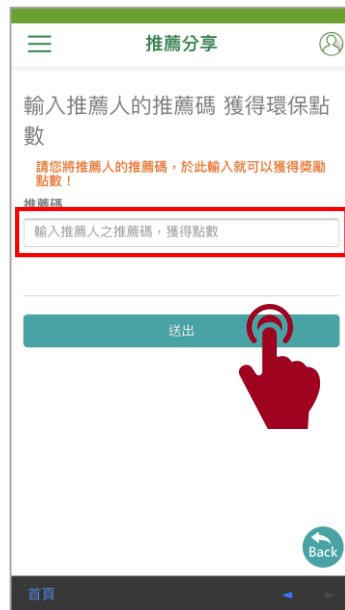 推薦分享
輸入推薦人的推薦碼 獲得環保點
數
請您將推薦人的推薦碼，於此輸入就可以獲得獎勵
點數！
推薦碼
輸入推薦人之推薦碼，獲得點數
送出
Back
首頁